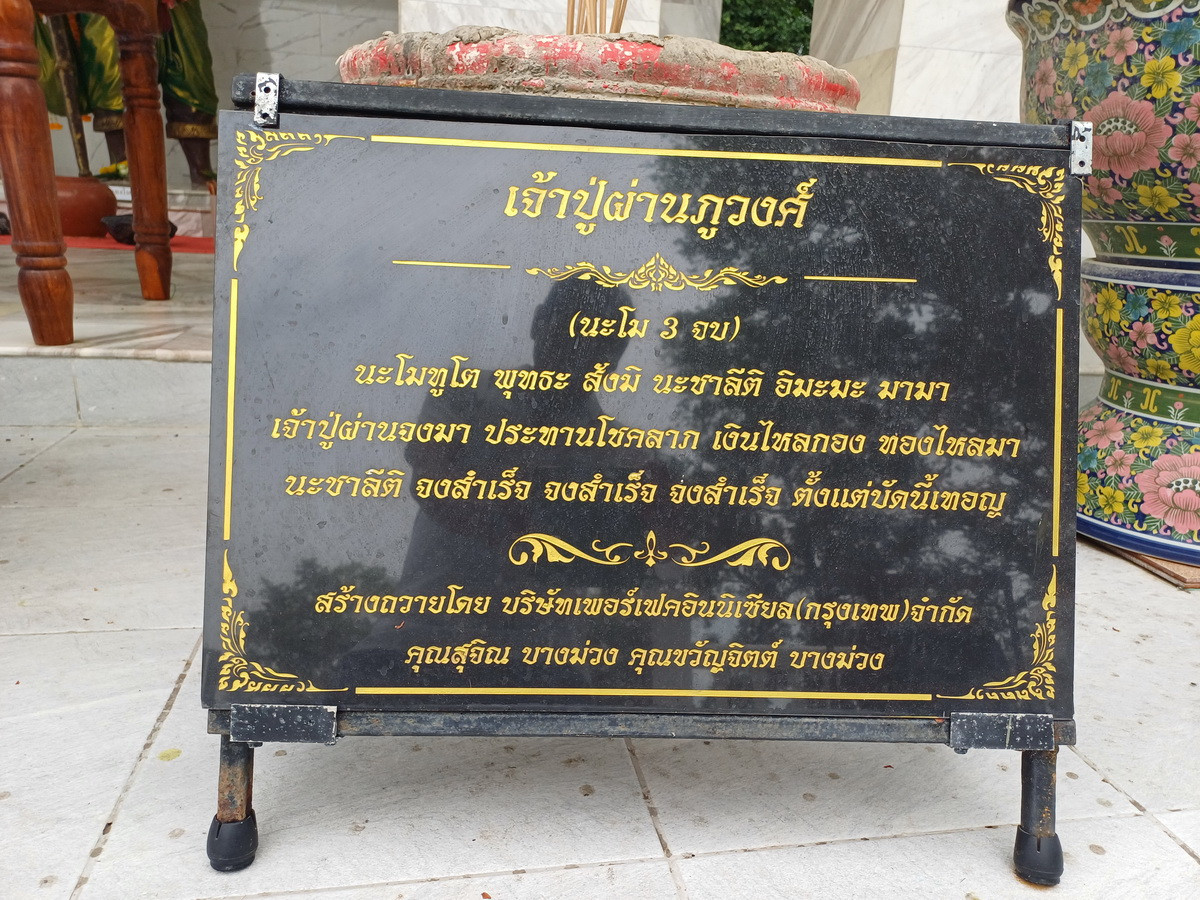 เจ้าปู่ผ่านภูวงศ์
(นะโม 3 จบ)
นะโมทูโต พุทธะ สังมิ นะชาลีติ อิมะมะ มามา
เจ้าปู่ผ่านจงมา ประทานโชคลาภ เงินไหลกอง ทองไหลมา
นะชาลีติ จงสำเร็จ จงสำเร็จ จงสำเร็จ ตั้งแต่บัดนี้เทอญ
สร้างถวายโดย บริษัทเพอร์เฟคอินนิเชียล(กรุงเทพ)จำกัด
คุณสุจิณ บางม่วง คุณขวัญจิตต์ บางม่วง